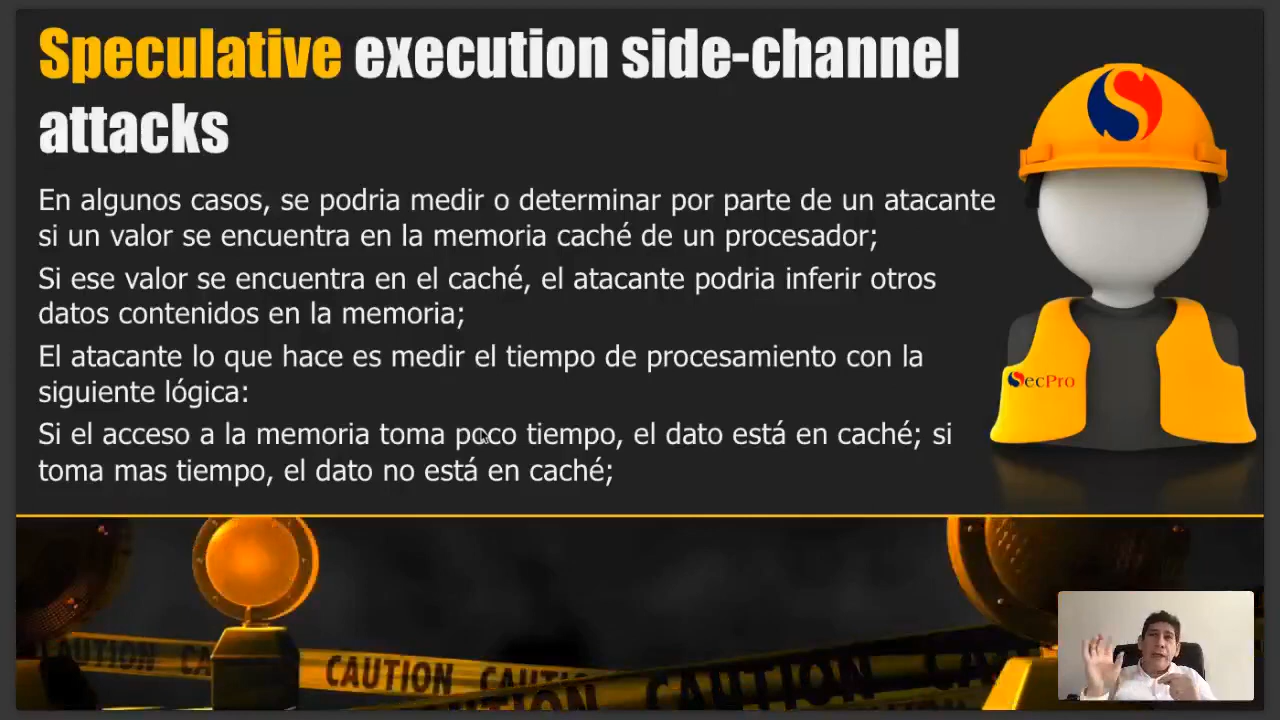 Speculative execution side-channel
attacks
En algunos casos, se podria medir o determinar por parte de un atacante
si un valor se encuentra en la memoria caché de un procesador;
Si ese valor se encuentra en el caché, el atacante podria inferir otros
datos contenidos en la memoria;
El atacante lo que hace es medir el tiempo de procesamiento con la
siguiente lógica:
Si el acceso a la memoria toma poco tiempo, el dato está en caché; si
toma mas tiempo, el dato no está en caché;
SecPro
CAUTION CA
CAUTION CAUT
CAUTION CAUTION